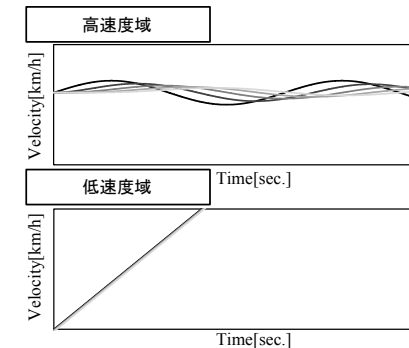 高速度域
Velocity[km/h]
Time[sec.]
低速度域
Velocity[km/h]
Time[sec.]